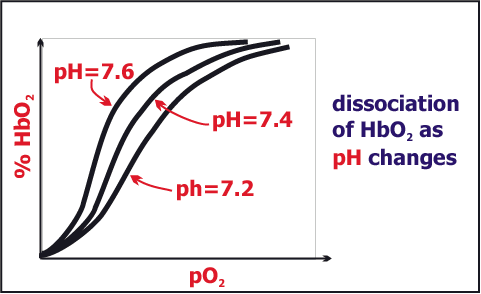 % HbO₂
pH=7.6
pH=7.4
ph=7.2
pO₂
dissociation
of HbO₂ as
pH changes